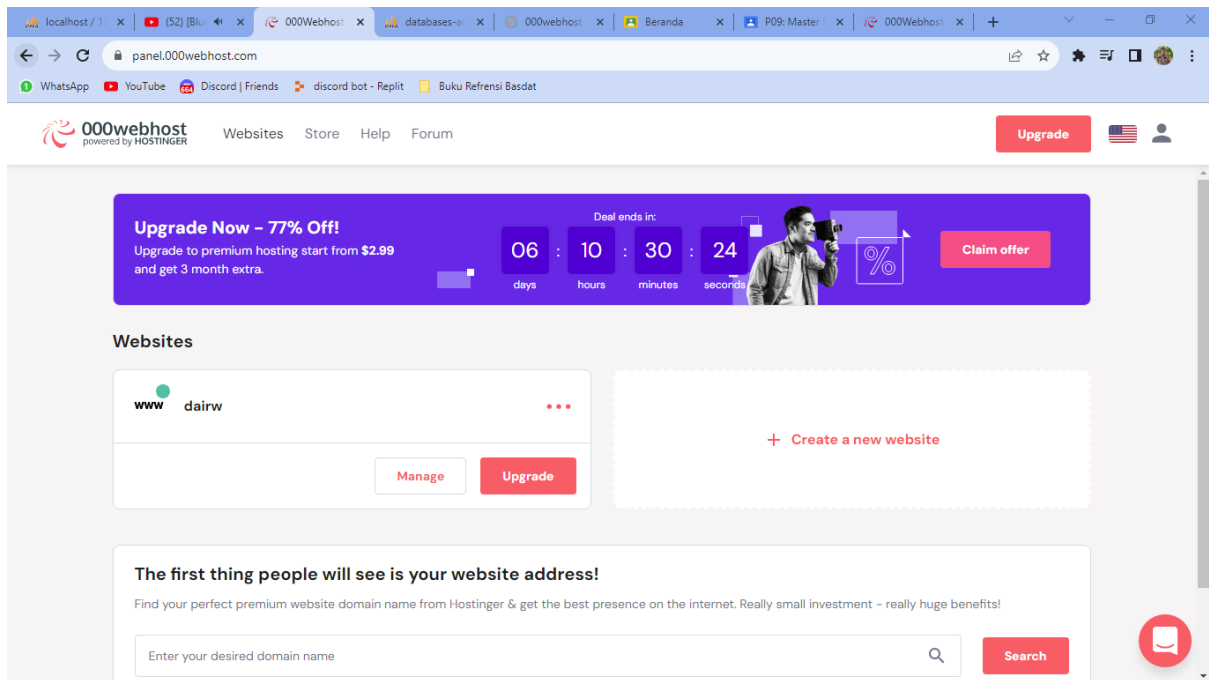 localhost / 1
(52) [Blu
000Webhost
databases-au
000webhost
Beranda
P09: Master
000Webhost
panel.000webhost.com
WhatsApp
YouTube
Discord | Friends
discord bot - Replit
Buku Refrensi Basdat
000webhost
powered by HOSTINGER
Websites
Store
Help
Forum
Upgrade
Upgrade Now – 77% Off!
Upgrade to premium hosting start from $2.99
and get 3 month extra.
Deal ends in:
06 : 10 : 30 : 24
days hours minutes seconds
%
Claim offer
Websites
www
dairw
Manage
Upgrade
+ Create a new website
The first thing people will see is your website address!
Find your perfect premium website domain name from Hostinger & get the best presence on the internet. Really small investment – really huge benefits!
Enter your desired domain name
Search